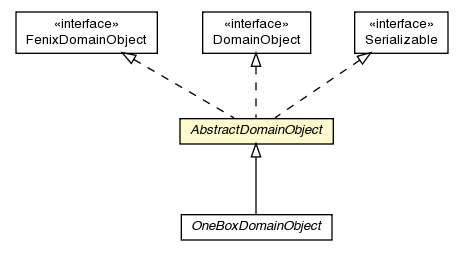 «interface»
FenixDomainObject
«interface»
DomainObject
«interface»
Serializable
AbstractDomainObject
OneBoxDomainObject